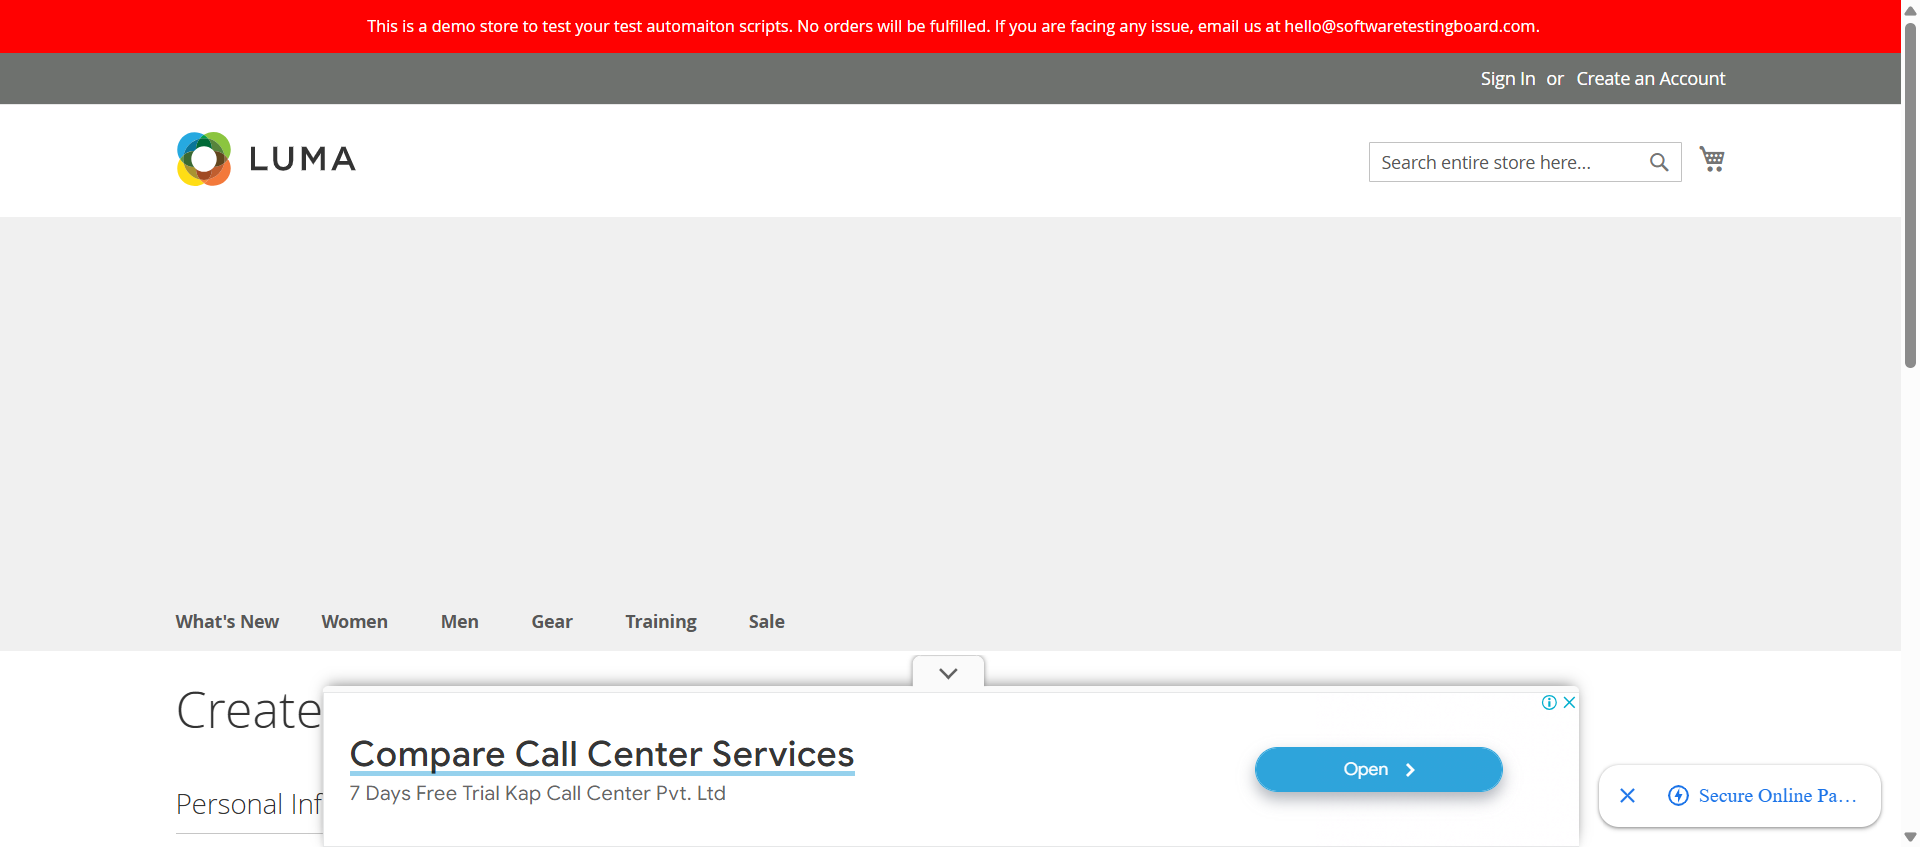 This is a demo store to test your test automaiton scripts. No orders will be fulfilled. If you are facing any issue, email us at hello@softwaretestingboard.com.
Sign In or Create an Account
LUMA
Search entire store here...
What's New Women Men Gear Training Sale
Create
Compare Call Center Services
7 Days Free Trial Kap Call Center Pvt. Ltd
Open
Personal Inf
Secure Online Pa...